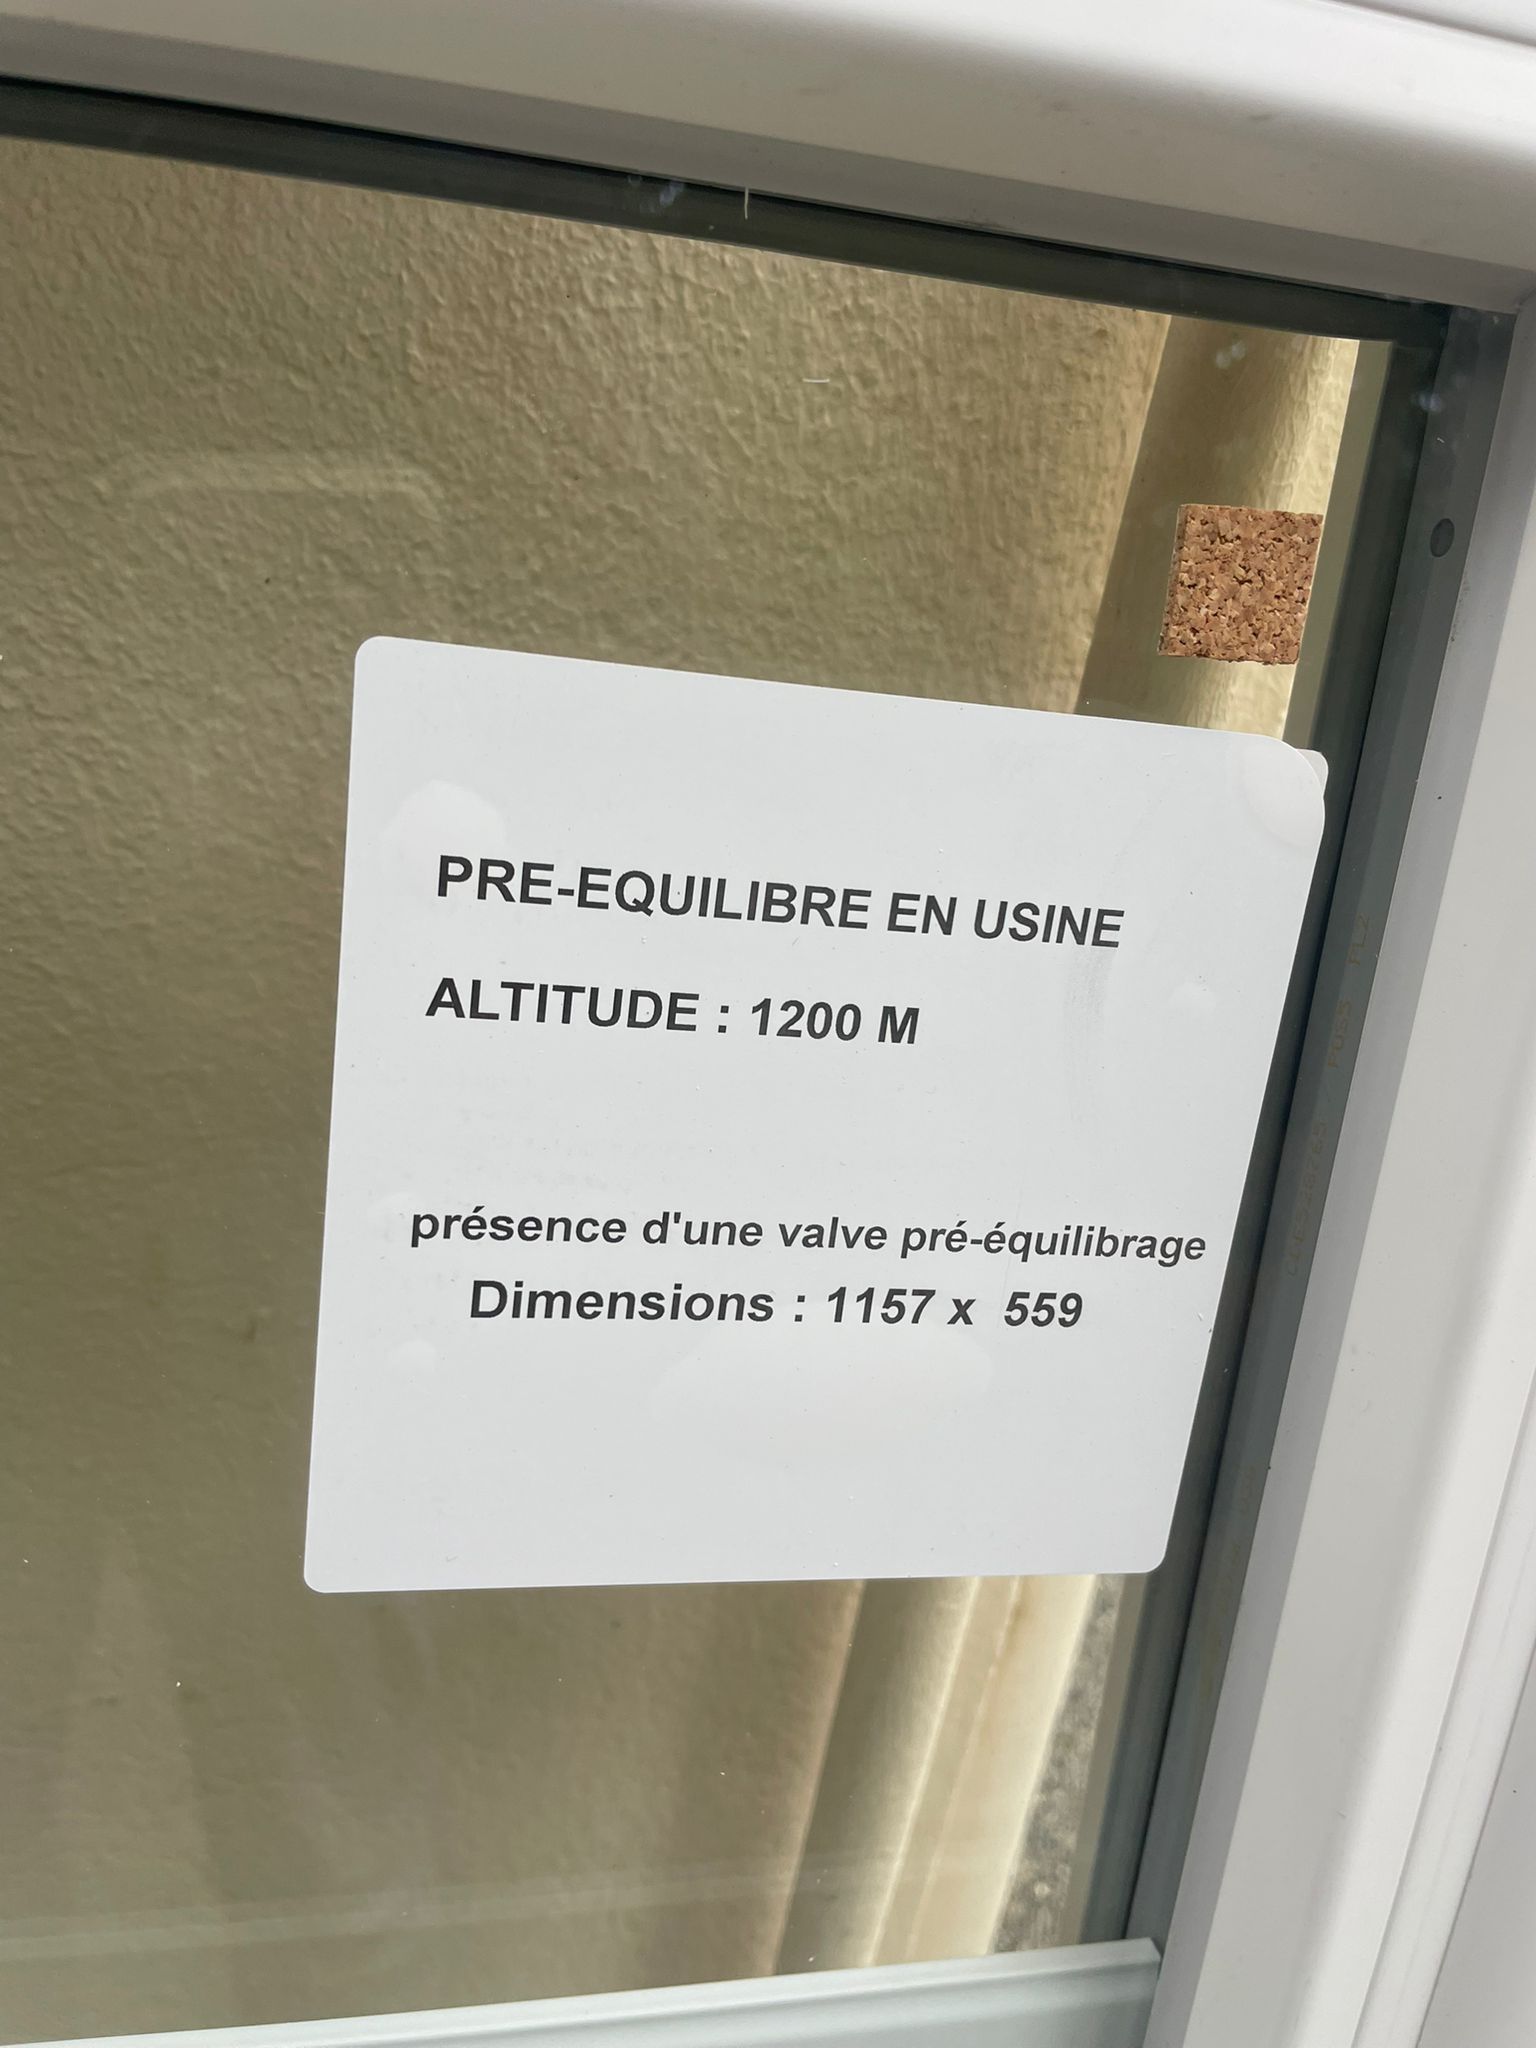 PRE-EQUILIBRE EN USINE
ALTITUDE : 1200 M
présence d'une valve pré-équilibrage
Dimensions : 1157 x 559